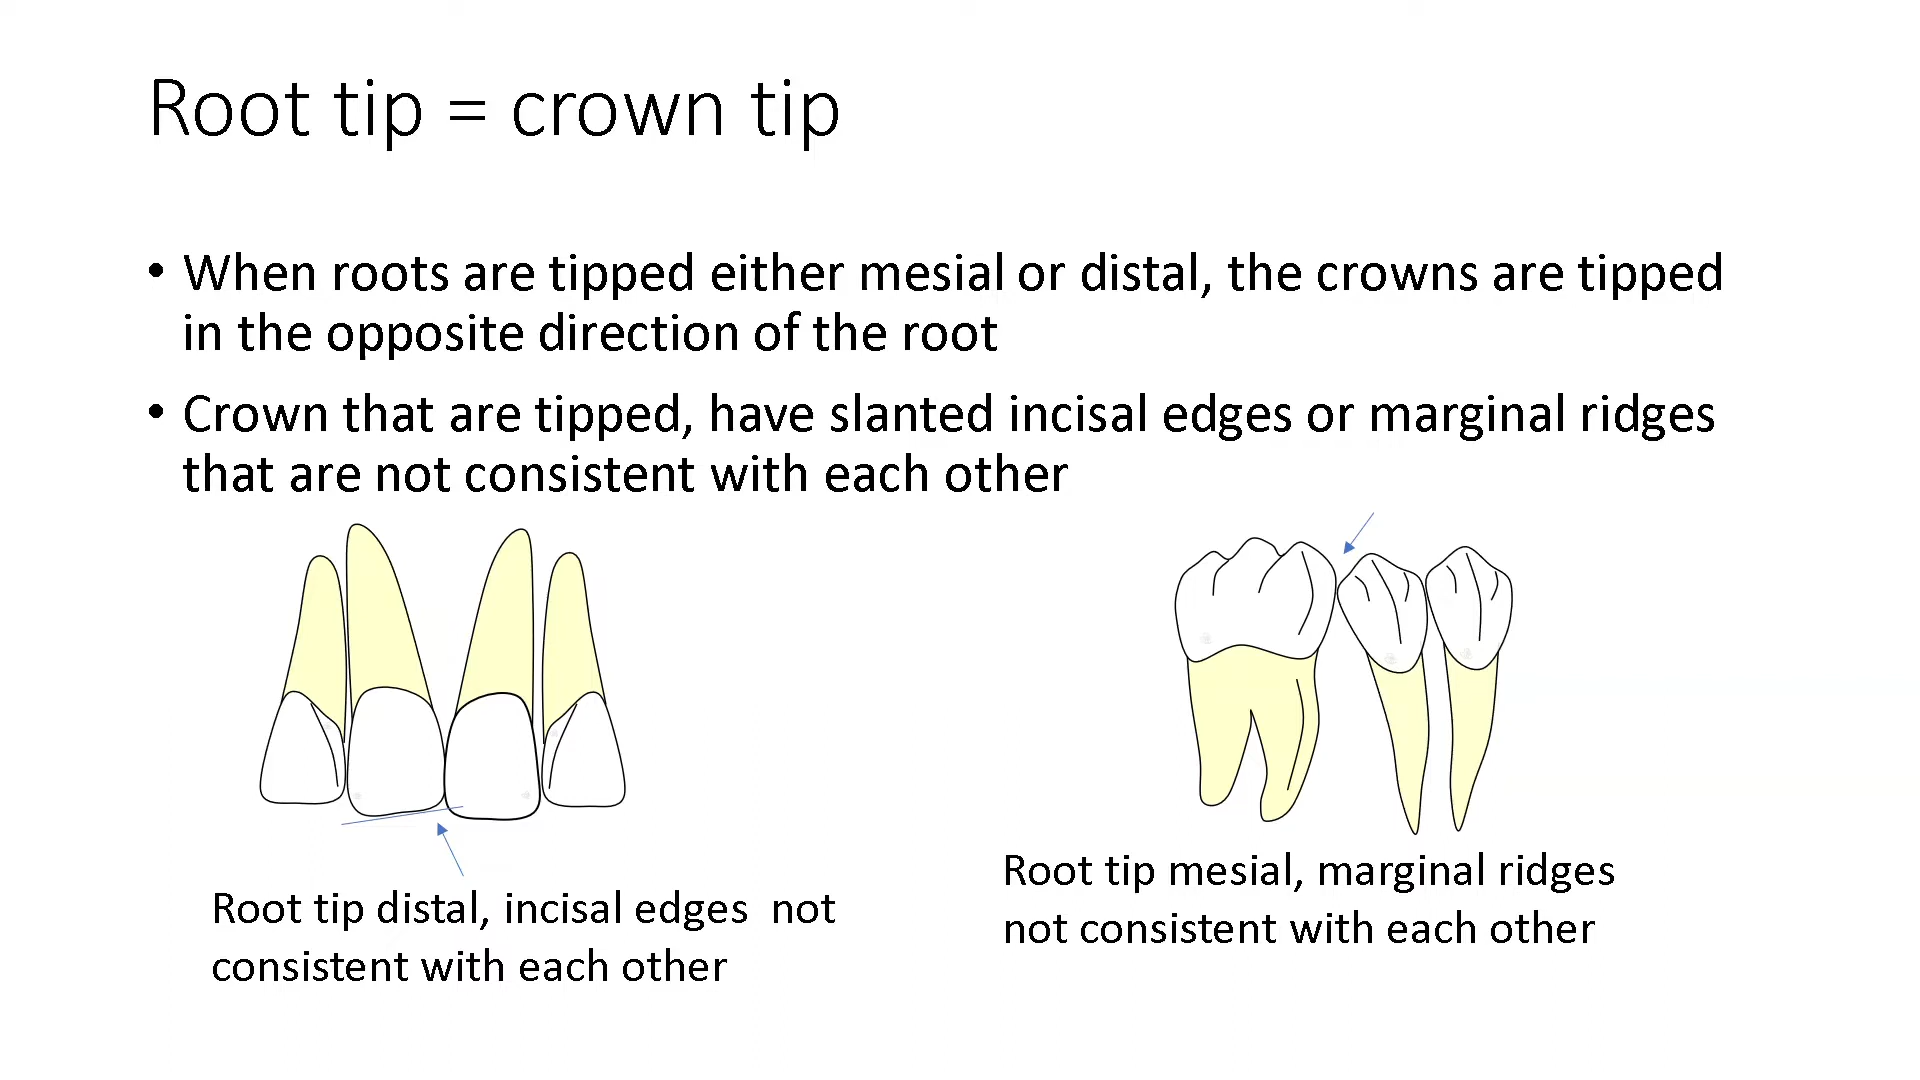 Root tip = crown tip
• When roots are tipped either mesial or distal, the crowns are tipped
in the opposite direction of the root
• Crown that are tipped, have slanted incisal edges or marginal ridges
that are not consistent with each other
Root tip distal, incisal edges  not
consistent with each other
Root tip mesial, marginal ridges
not consistent with each other